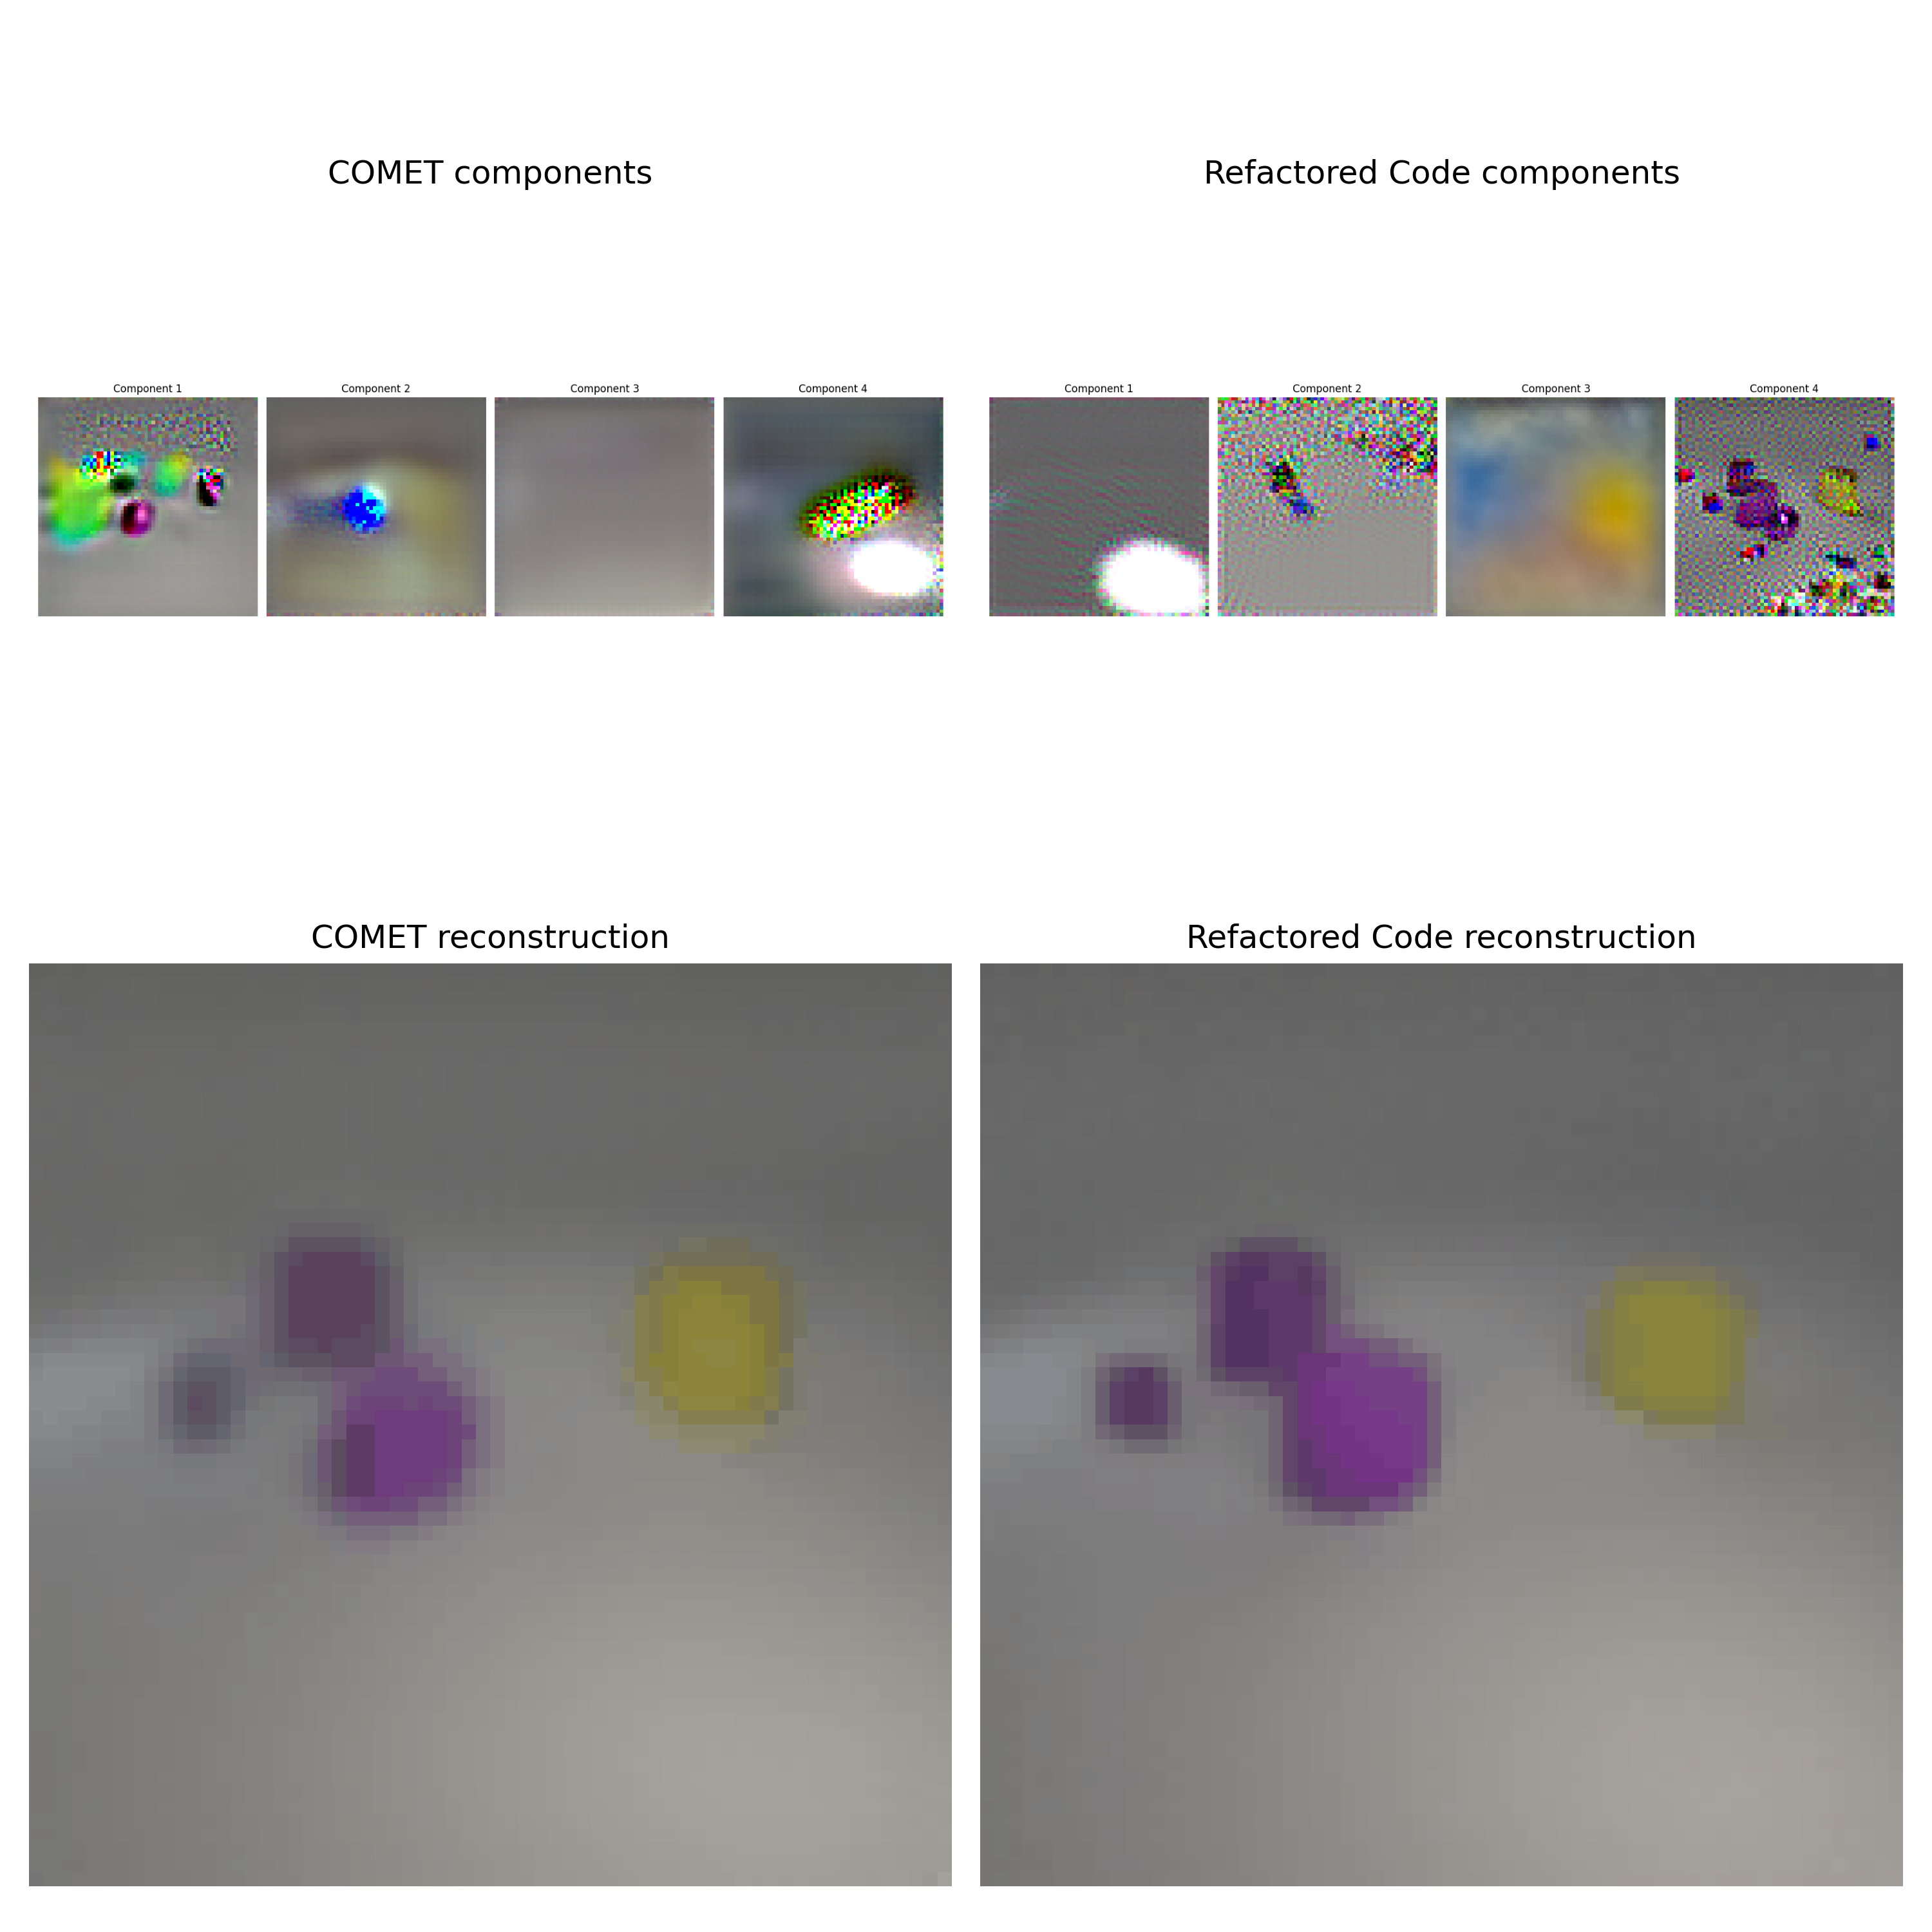 COMET components
Refactored Code components
Component 1
Component 2
Component 3
Component 4
Component 1
Component 2
Component 3
Component 4
COMET reconstruction
Refactored Code reconstruction